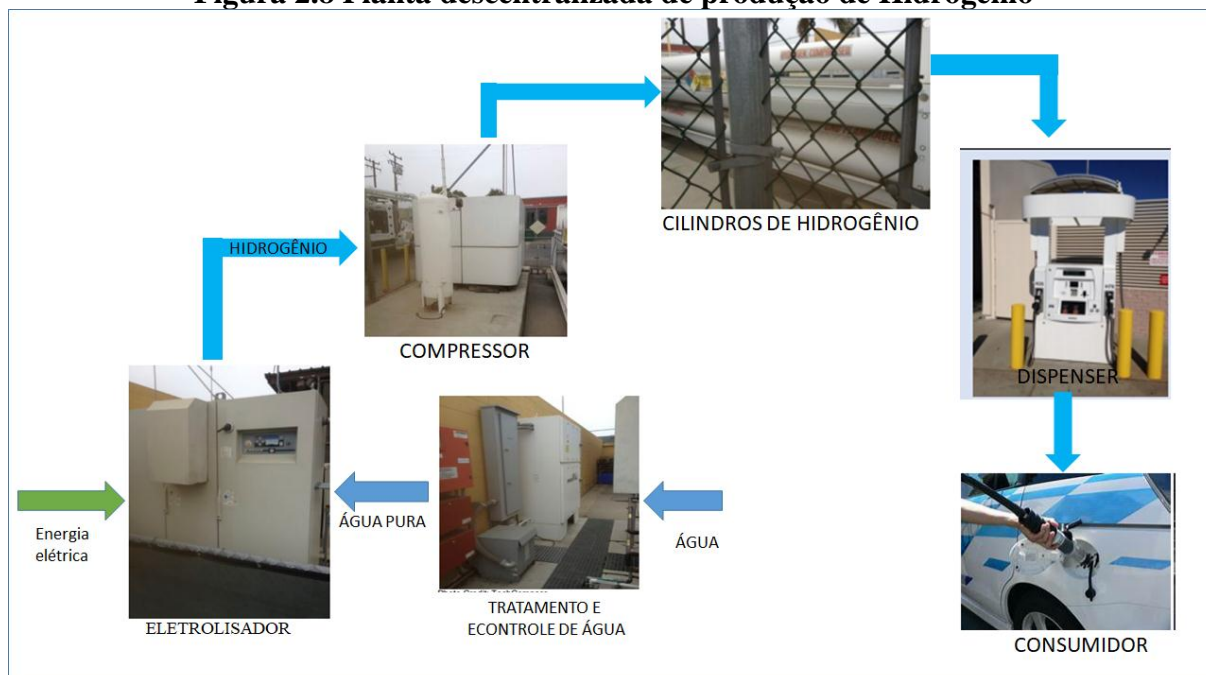 Figura 2.8 Planta descentralizada de produção de Hidrogênio
CILINDROS DE HIDROGÊNIO
HIDROGÊNIO
COMPRESSOR
DISPENSER
Energia
elétrica
ÁGUA PURA
ÁGUA
ELETROLISADOR
TRATAMENTO E
ECONTROLE DE ÁGUA
CONSUMIDOR